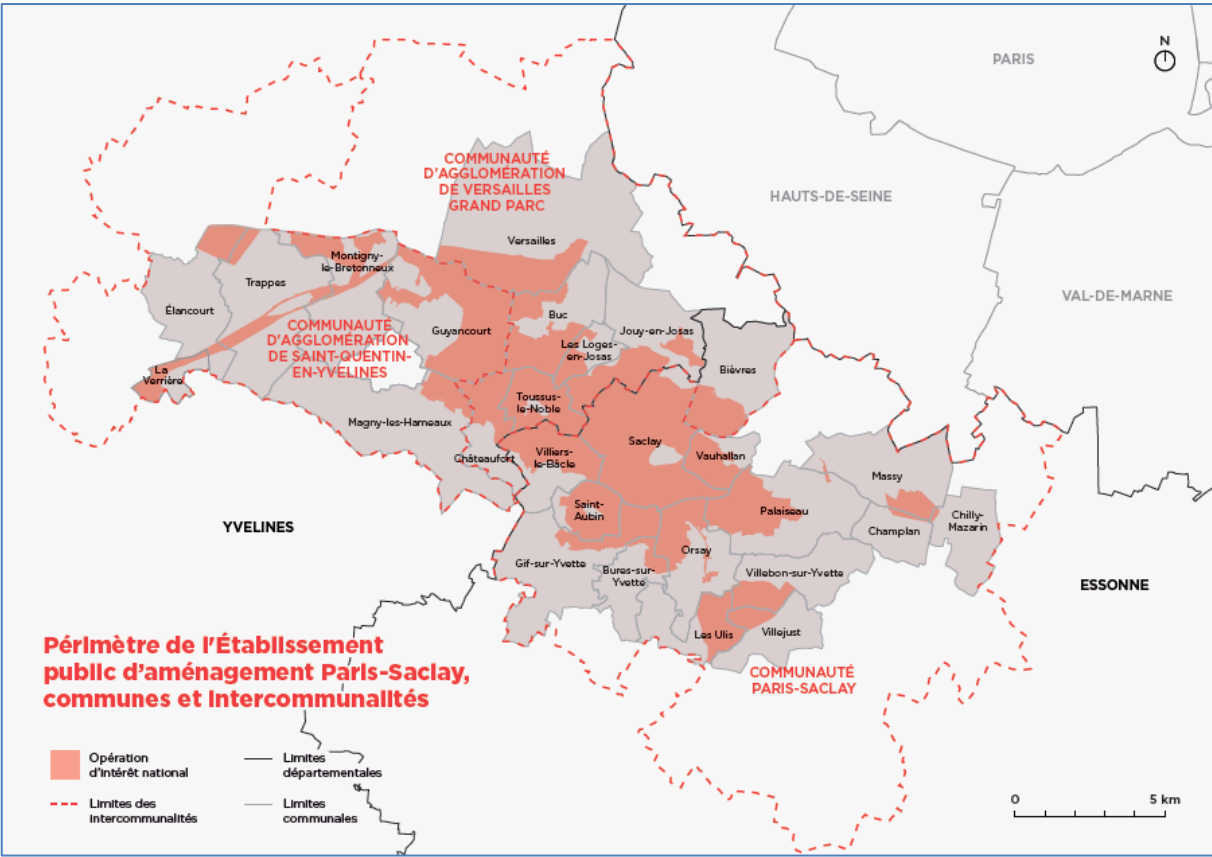 N
PARIS
HAUTS-DE-SEINE
VAL-DE-MARNE
COMMUNAUTÉ
D'AGGLOMÉRATION
DE VERSAILLES
GRAND PARC
Versailles
Montigny-
le-Bretonneux
Trappes
Élancourt
COMMUNAUTÉ
D'AGGLOMÉRATION
DE SAINT-QUENTIN-
EN-YVELINES
Guyancourt
Buc
Jouy-en-Josas
Les Loges-
en-Josas
Bièvres
La
Verrière
Toussus-
le-Noble
Magny-les-Hameaux
Saclay
Châteaufort
Villiers-
le-Bâcle
Vauhallan
Massy
Saint-
Aubin
Palaiseau
Champlan
Chilly-
Mazarin
YVELINES
Orsay
Gif-sur-Yvette
Bures-sur-
Yvette
Villebon-sur-Yvette
ESSONNE
Les Ulis
Villejust
COMMUNAUTÉ
PARIS-SACLAY
Périmètre de l'Établissement
public d'aménagement Paris-Saclay,
communes et Intercommunalités
Opération
d'intérêt national
Limites
départementales
Limites des
intercommunalités
Limites
communales
0 5 km